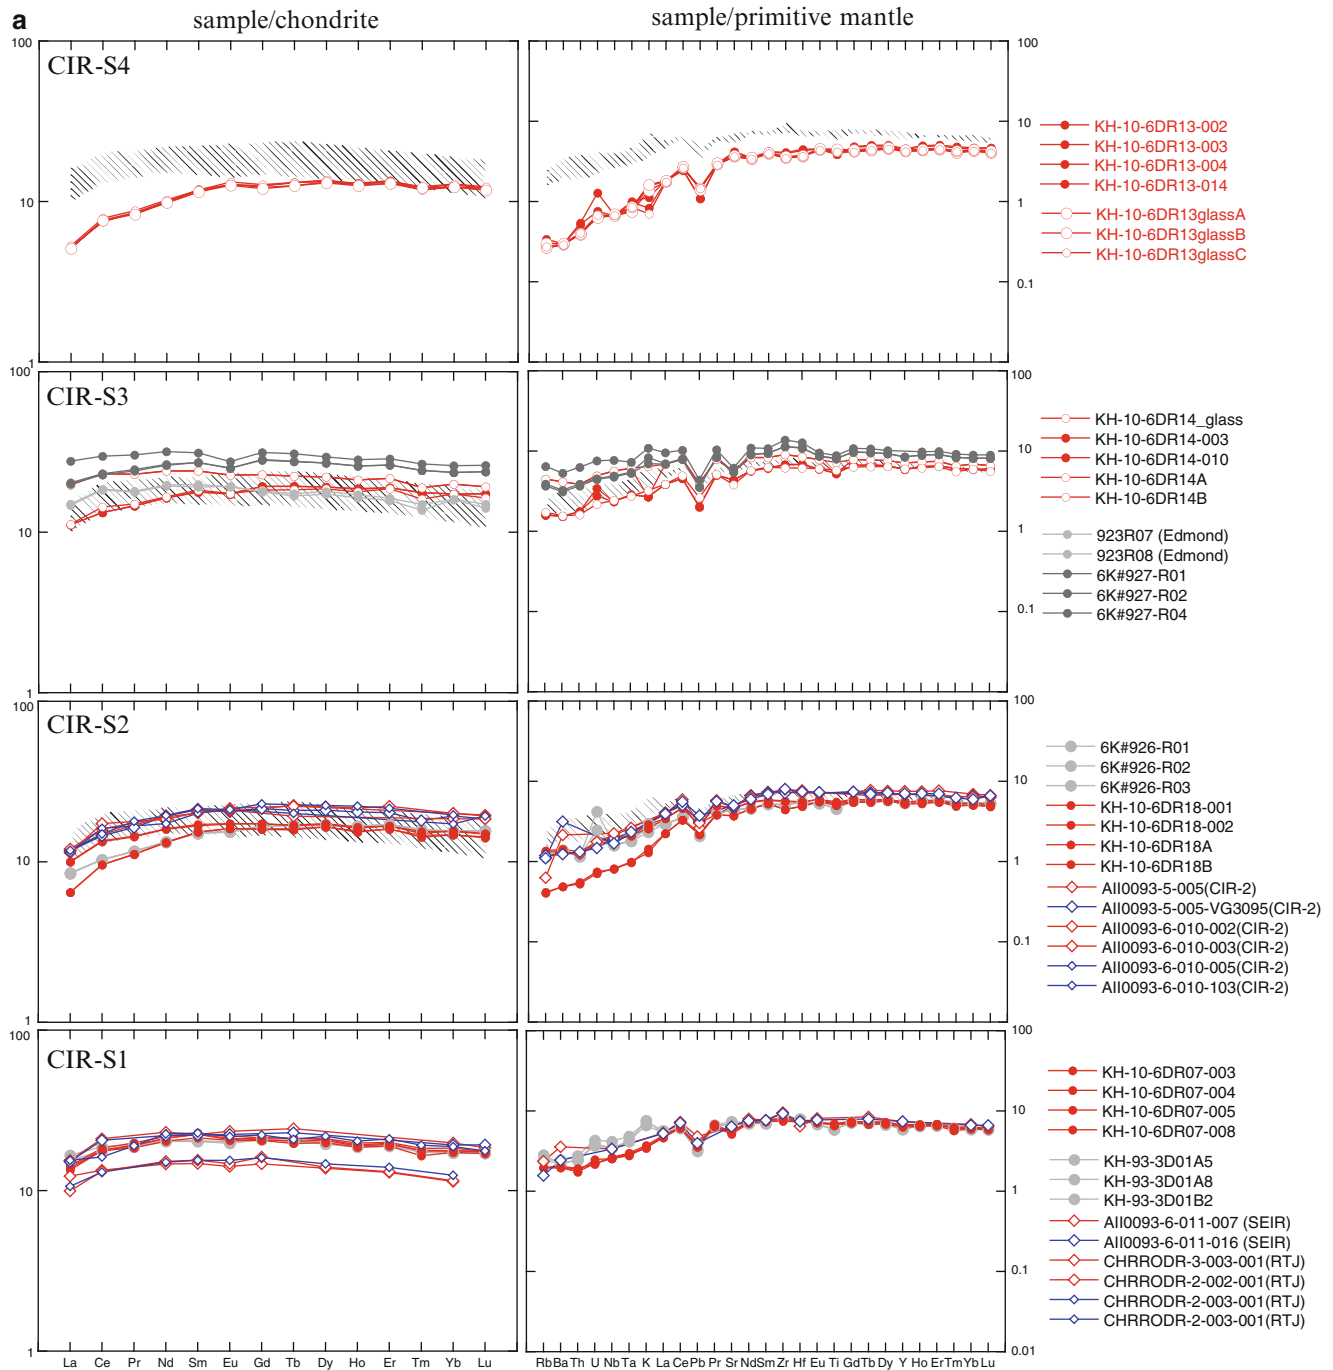 a
sample/chondrite
sample/primitive mantle
100
CIR-S4
10
1
100
10
1
0.1
KH-10-6DR13-002
KH-10-6DR13-003
KH-10-6DR13-004
KH-10-6DR13-014
KH-10-6DR13glassA
KH-10-6DR13glassB
KH-10-6DR13glassC
100
CIR-S3
10
1
100
10
1
0.1
KH-10-6DR14_glass
KH-10-6DR14-003
KH-10-6DR14-010
KH-10-6DR14A
KH-10-6DR14B
923R07 (Edmond)
923R08 (Edmond)
6K#927-R01
6K#927-R02
6K#927-R04
100
CIR-S2
10
1
100
10
1
0.1
6K#926-R01
6K#926-R02
6K#926-R03
KH-10-6DR18-001
KH-10-6DR18-002
KH-10-6DR18A
KH-10-6DR18B
AII0093-5-005(CIR-2)
AII0093-5-005-VG3095(CIR-2)
AII0093-6-010-002(CIR-2)
AII0093-6-010-003(CIR-2)
AII0093-6-010-005(CIR-2)
AII0093-6-010-103(CIR-2)
100
CIR-S1
10
1
100
10
1
0.1
0.01
KH-10-6DR07-003
KH-10-6DR07-004
KH-10-6DR07-005
KH-10-6DR07-008
KH-93-3D01A5
KH-93-3D01A8
KH-93-3D01B2
AII0093-6-011-007 (SEIR)
AII0093-6-011-016 (SEIR)
CHRRODR-3-003-001(RTJ)
CHRRODR-2-002-001(RTJ)
CHRRODR-2-003-001(RTJ)
CHRRODR-2-003-001(RTJ)
La Ce Pr Nd Sm Eu Gd Tb Dy Ho Er Tm Yb Lu
Rb Ba Th U Nb Ta K La Ce Pb Pr Sr Nd Sm Zr Hf Eu Ti Gd Tb Dy Y Ho Er Tm Yb Lu